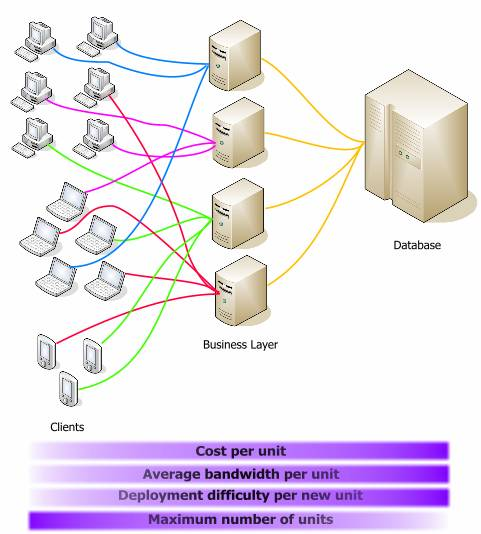 Database
Business Layer
Clients
Cost per unit
Average bandwidth per unit
Deployment difficulty per new unit
Maximum number of units